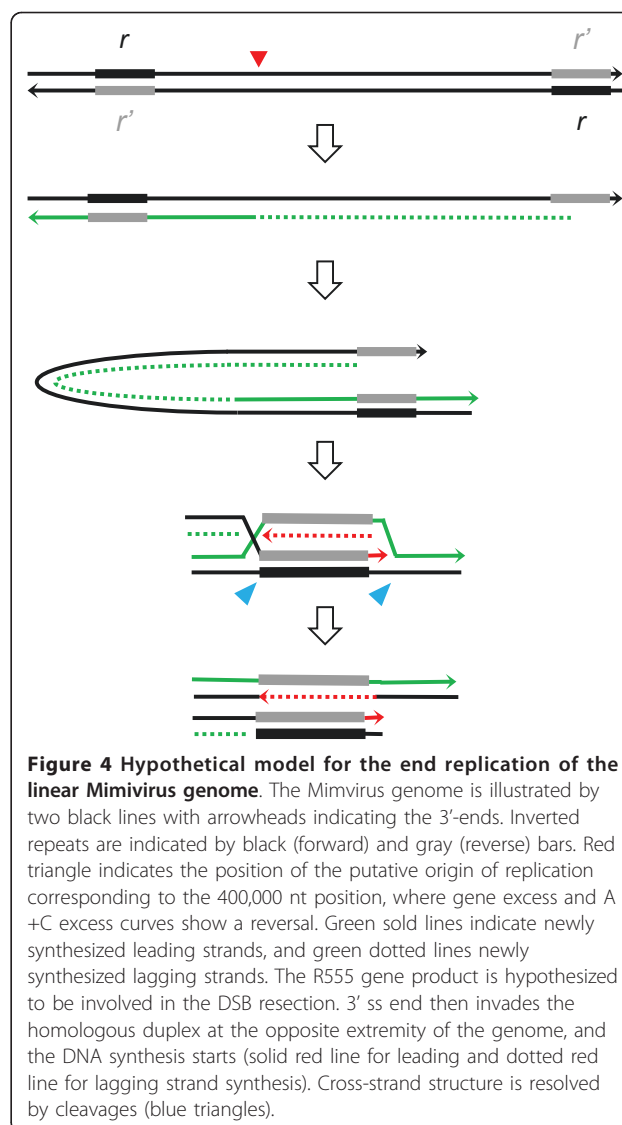 r
r'
r'
r
Figure 4 Hypothetical model for the end replication of the
linear Mimivirus genome. The Mimvirus genome is illustrated by
two black lines with arrowheads indicating the 3'-ends. Inverted
repeats are indicated by black (forward) and gray (reverse) bars. Red
triangle indicates the position of the putative origin of replication
corresponding to the 400,000 nt position, where gene excess and A
+C excess curves show a reversal. Green sold lines indicate newly
synthesized leading strands, and green dotted lines newly
synthesized lagging strands. The R555 gene product is hypothesized
to be involved in the DSB resection. 3' ss end then invades the
homologous duplex at the opposite extremity of the genome, and
the DNA synthesis starts (solid red line for leading and dotted red
line for lagging strand synthesis). Cross-strand structure is resolved
by cleavages (blue triangles).